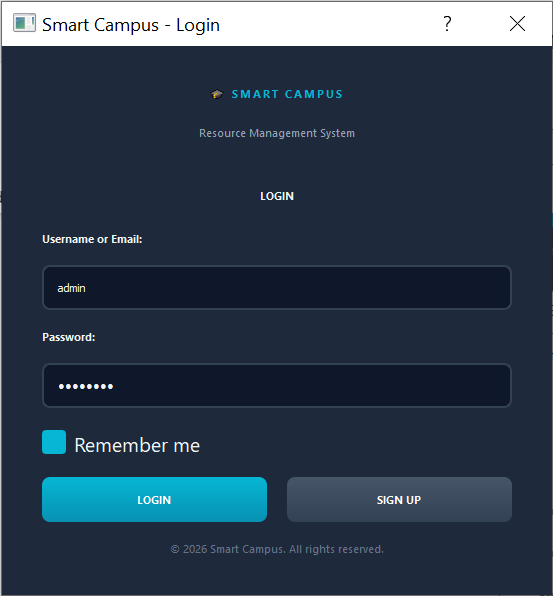 Smart Campus - Login ?
🎓 SMART CAMPUS
Resource Management System
LOGIN
Username or Email:
admin
Password:
••••••••
Remember me
LOGIN SIGN UP
© 2026 Smart Campus. All rights reserved.